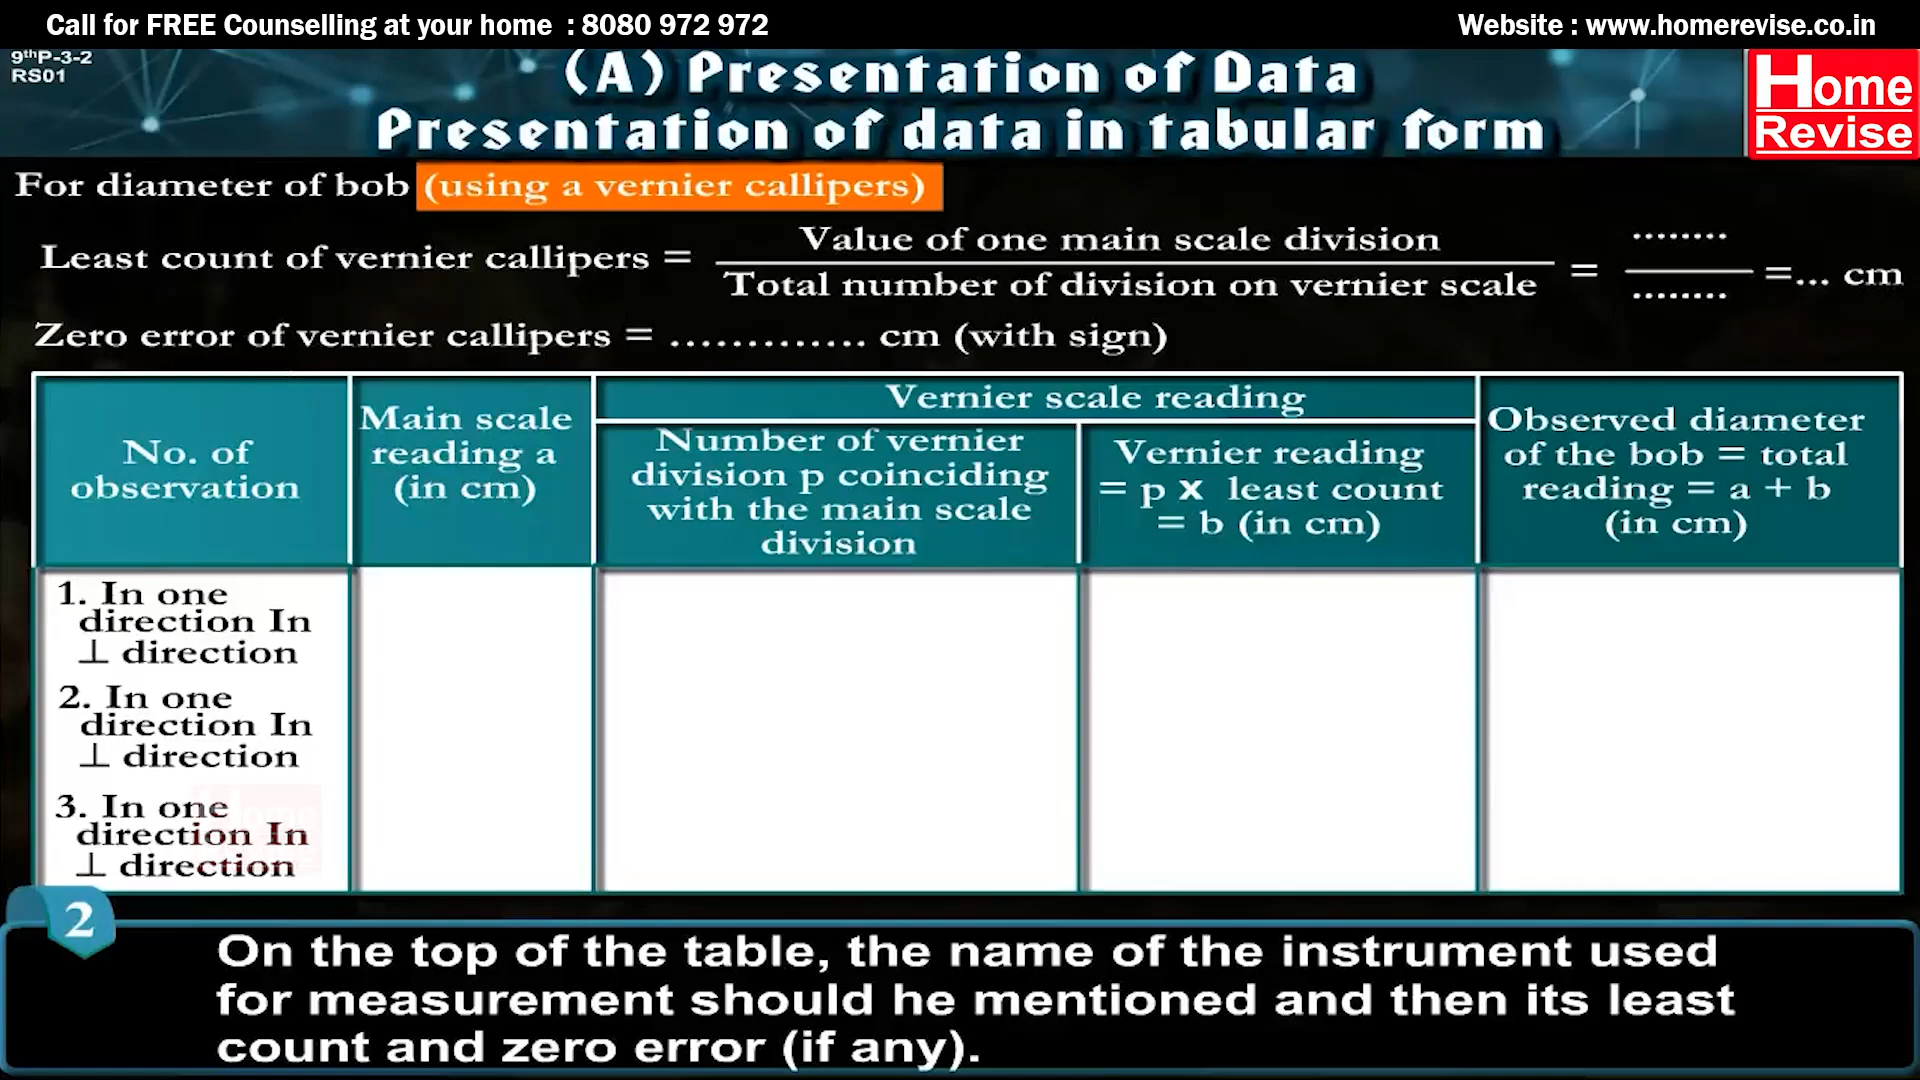 Call for FREE Counselling at your home : 8080 972 972
Website : www.homerevise.co.in
9thP-3-2
RS01
(A) Presentation of Data
Presentation of data in tabular form
Home
Revise
For diameter of bob (using a vernier callipers)
Least count of vernier callipers = Value of one main scale division / Total number of division on vernier scale = ........ / ........ =... cm
Zero error of vernier callipers = ............. cm (with sign)
No. of
observation
Main scale
reading a
(in cm)
Vernier scale reading
Number of vernier
division p coinciding
with the main scale
division
Vernier reading
= p x least count
= b (in cm)
Observed diameter
of the bob = total
reading = a + b
(in cm)
1. In one
direction In
⊥ direction
2. In one
direction In
⊥ direction
3. In one
direction In
⊥ direction
2
On the top of the table, the name of the instrument used
for measurement should he mentioned and then its least
count and zero error (if any).